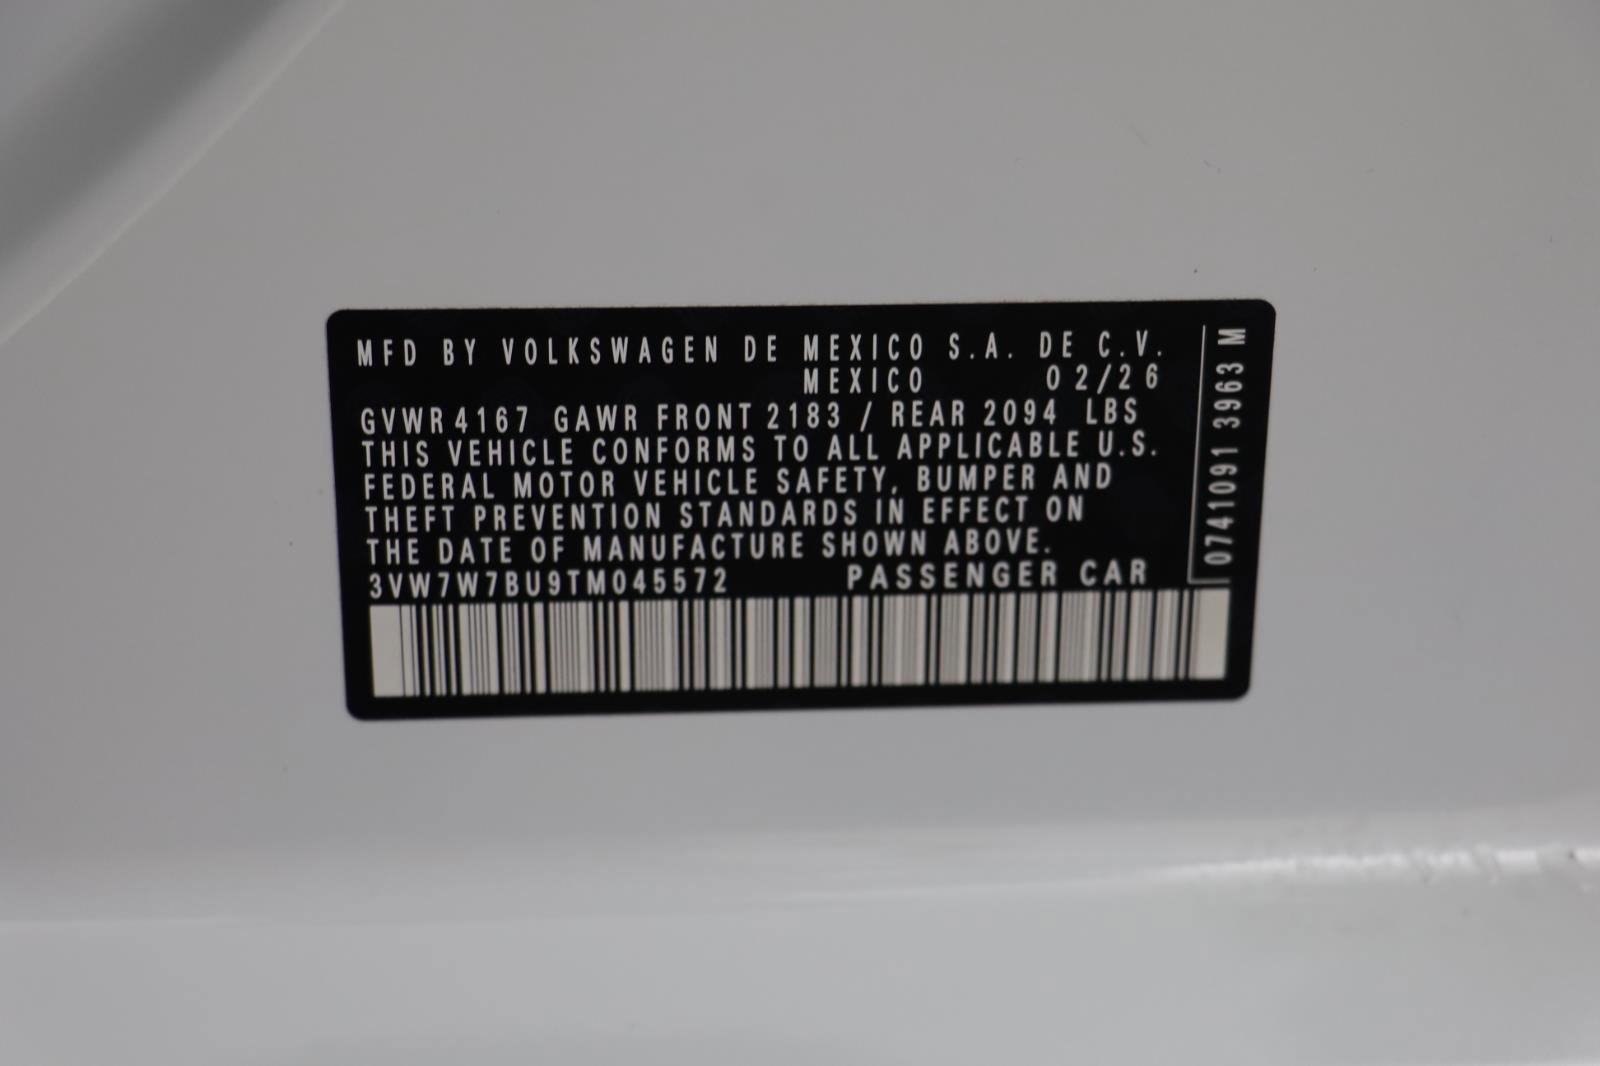 MFD BY VOLKSWAGEN DE MEXICO S.A. DE C.V.
MEXICO 02/26
GVWR 4167 GAWR FRONT 2183 / REAR 2094 LBS
THIS VEHICLE CONFORMS TO ALL APPLICABLE U.S.
FEDERAL MOTOR VEHICLE SAFETY, BUMPER AND
THEFT PREVENTION STANDARDS IN EFFECT ON
THE DATE OF MANUFACTURE SHOWN ABOVE.
3VW7W7BU9TM045572 PASSENGER CAR
0741091 3963 M